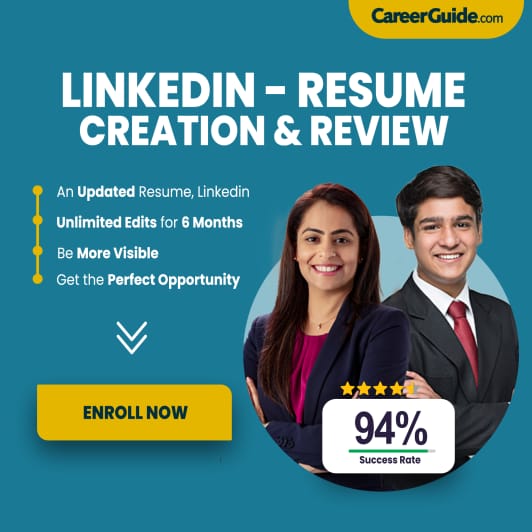 CareerGuide.com
LINKEDIN - RESUME
CREATION & REVIEW
An Updated Resume, Linkedin
Unlimited Edits for 6 Months
Be More Visible
Get the Perfect Opportunity
ENROLL NOW
94%
Success Rate